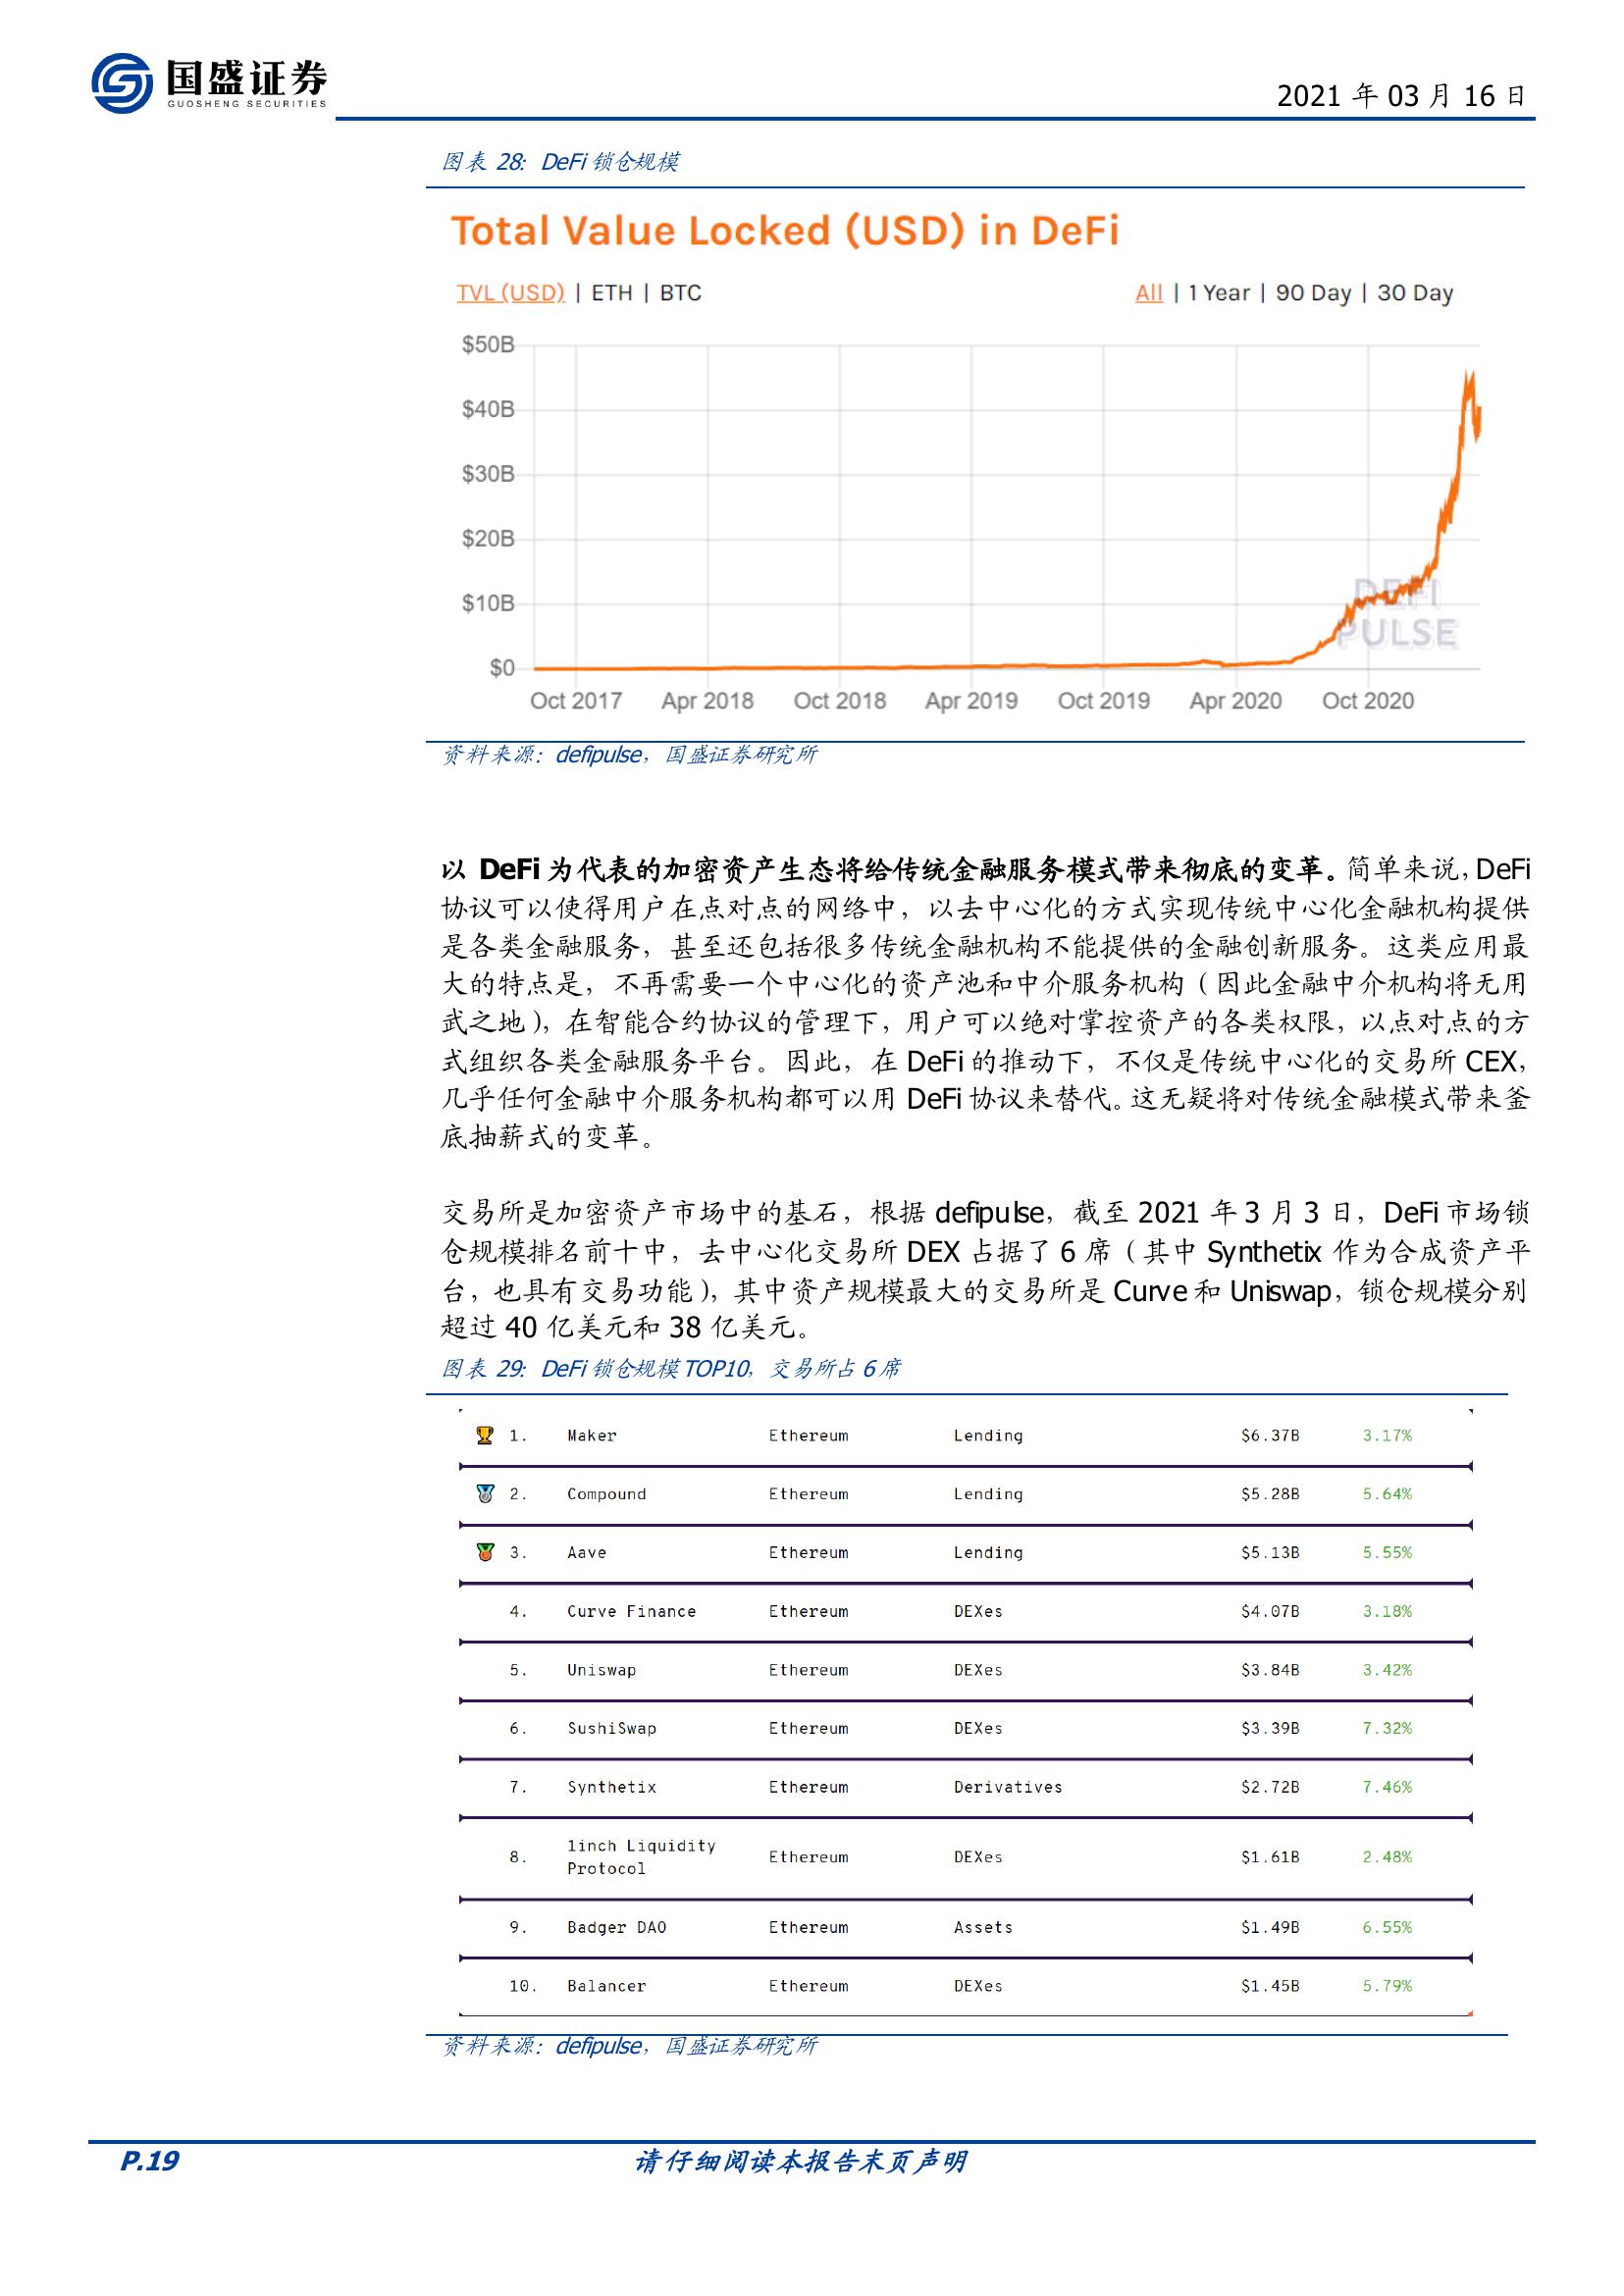 国盛证券
GUOSHENG SECURITIES
2021 年 03 月 16 日
图表 28：DeFi 锁仓规模
Total Value Locked (USD) in DeFi
TVL (USD) | ETH | BTC
All | 1 Year | 90 Day | 30 Day
$50B
$40B
$30B
$20B
$10B
$0
DEFI
PULSE
Oct 2017 Apr 2018 Oct 2018 Apr 2019 Oct 2019 Apr 2020 Oct 2020
资料来源：defipulse，国盛证券研究所
以 DeFi 为代表的加密资产生态将给传统金融服务模式带来彻底的变革。简单来说，DeFi
协议可以使得用户在点对点的网络中，以去中心化的方式实现传统中心化金融机构提供
是各类金融服务，甚至还包括很多传统金融机构不能提供的金融创新服务。这类应用最
大的特点是，不再需要一个中心化的资产池和中介服务机构（因此金融中介机构将无用
武之地），在智能合约协议的管理下，用户可以绝对掌控资产的各类权限，以点对点的方
式组织各类金融服务平台。因此，在 DeFi 的推动下，不仅是传统中心化的交易所 CEX，
几乎任何金融中介服务机构都可以用 DeFi 协议来替代。这无疑将对传统金融模式带来釜
底抽薪式的变革。
交易所是加密资产市场中的基石，根据 defipulse，截至 2021 年 3 月 3 日，DeFi 市场锁
仓规模排名前十中，去中心化交易所 DEX 占据了 6 席（其中 Synthetix 作为合成资产平
台，也具有交易功能），其中资产规模最大的交易所是 Curve 和 Uniswap，锁仓规模分别
超过 40 亿美元和 38 亿美元。
图表 29：DeFi 锁仓规模 TOP10，交易所占 6 席
1. Maker Ethereum Lending $6.37B 3.17%
2. Compound Ethereum Lending $5.28B 5.64%
3. Aave Ethereum Lending $5.13B 5.55%
4. Curve Finance Ethereum DEXes $4.07B 3.18%
5. Uniswap Ethereum DEXes $3.84B 3.42%
6. SushiSwap Ethereum DEXes $3.39B 7.32%
7. Synthetix Ethereum Derivatives $2.72B 7.46%
8. 1inch Liquidity Protocol Ethereum DEXes $1.61B 2.48%
9. Badger DAO Ethereum Assets $1.49B 6.55%
10. Balancer Ethereum DEXes $1.45B 5.79%
资料来源：defipulse，国盛证券研究所
P.19
请仔细阅读本报告末页声明